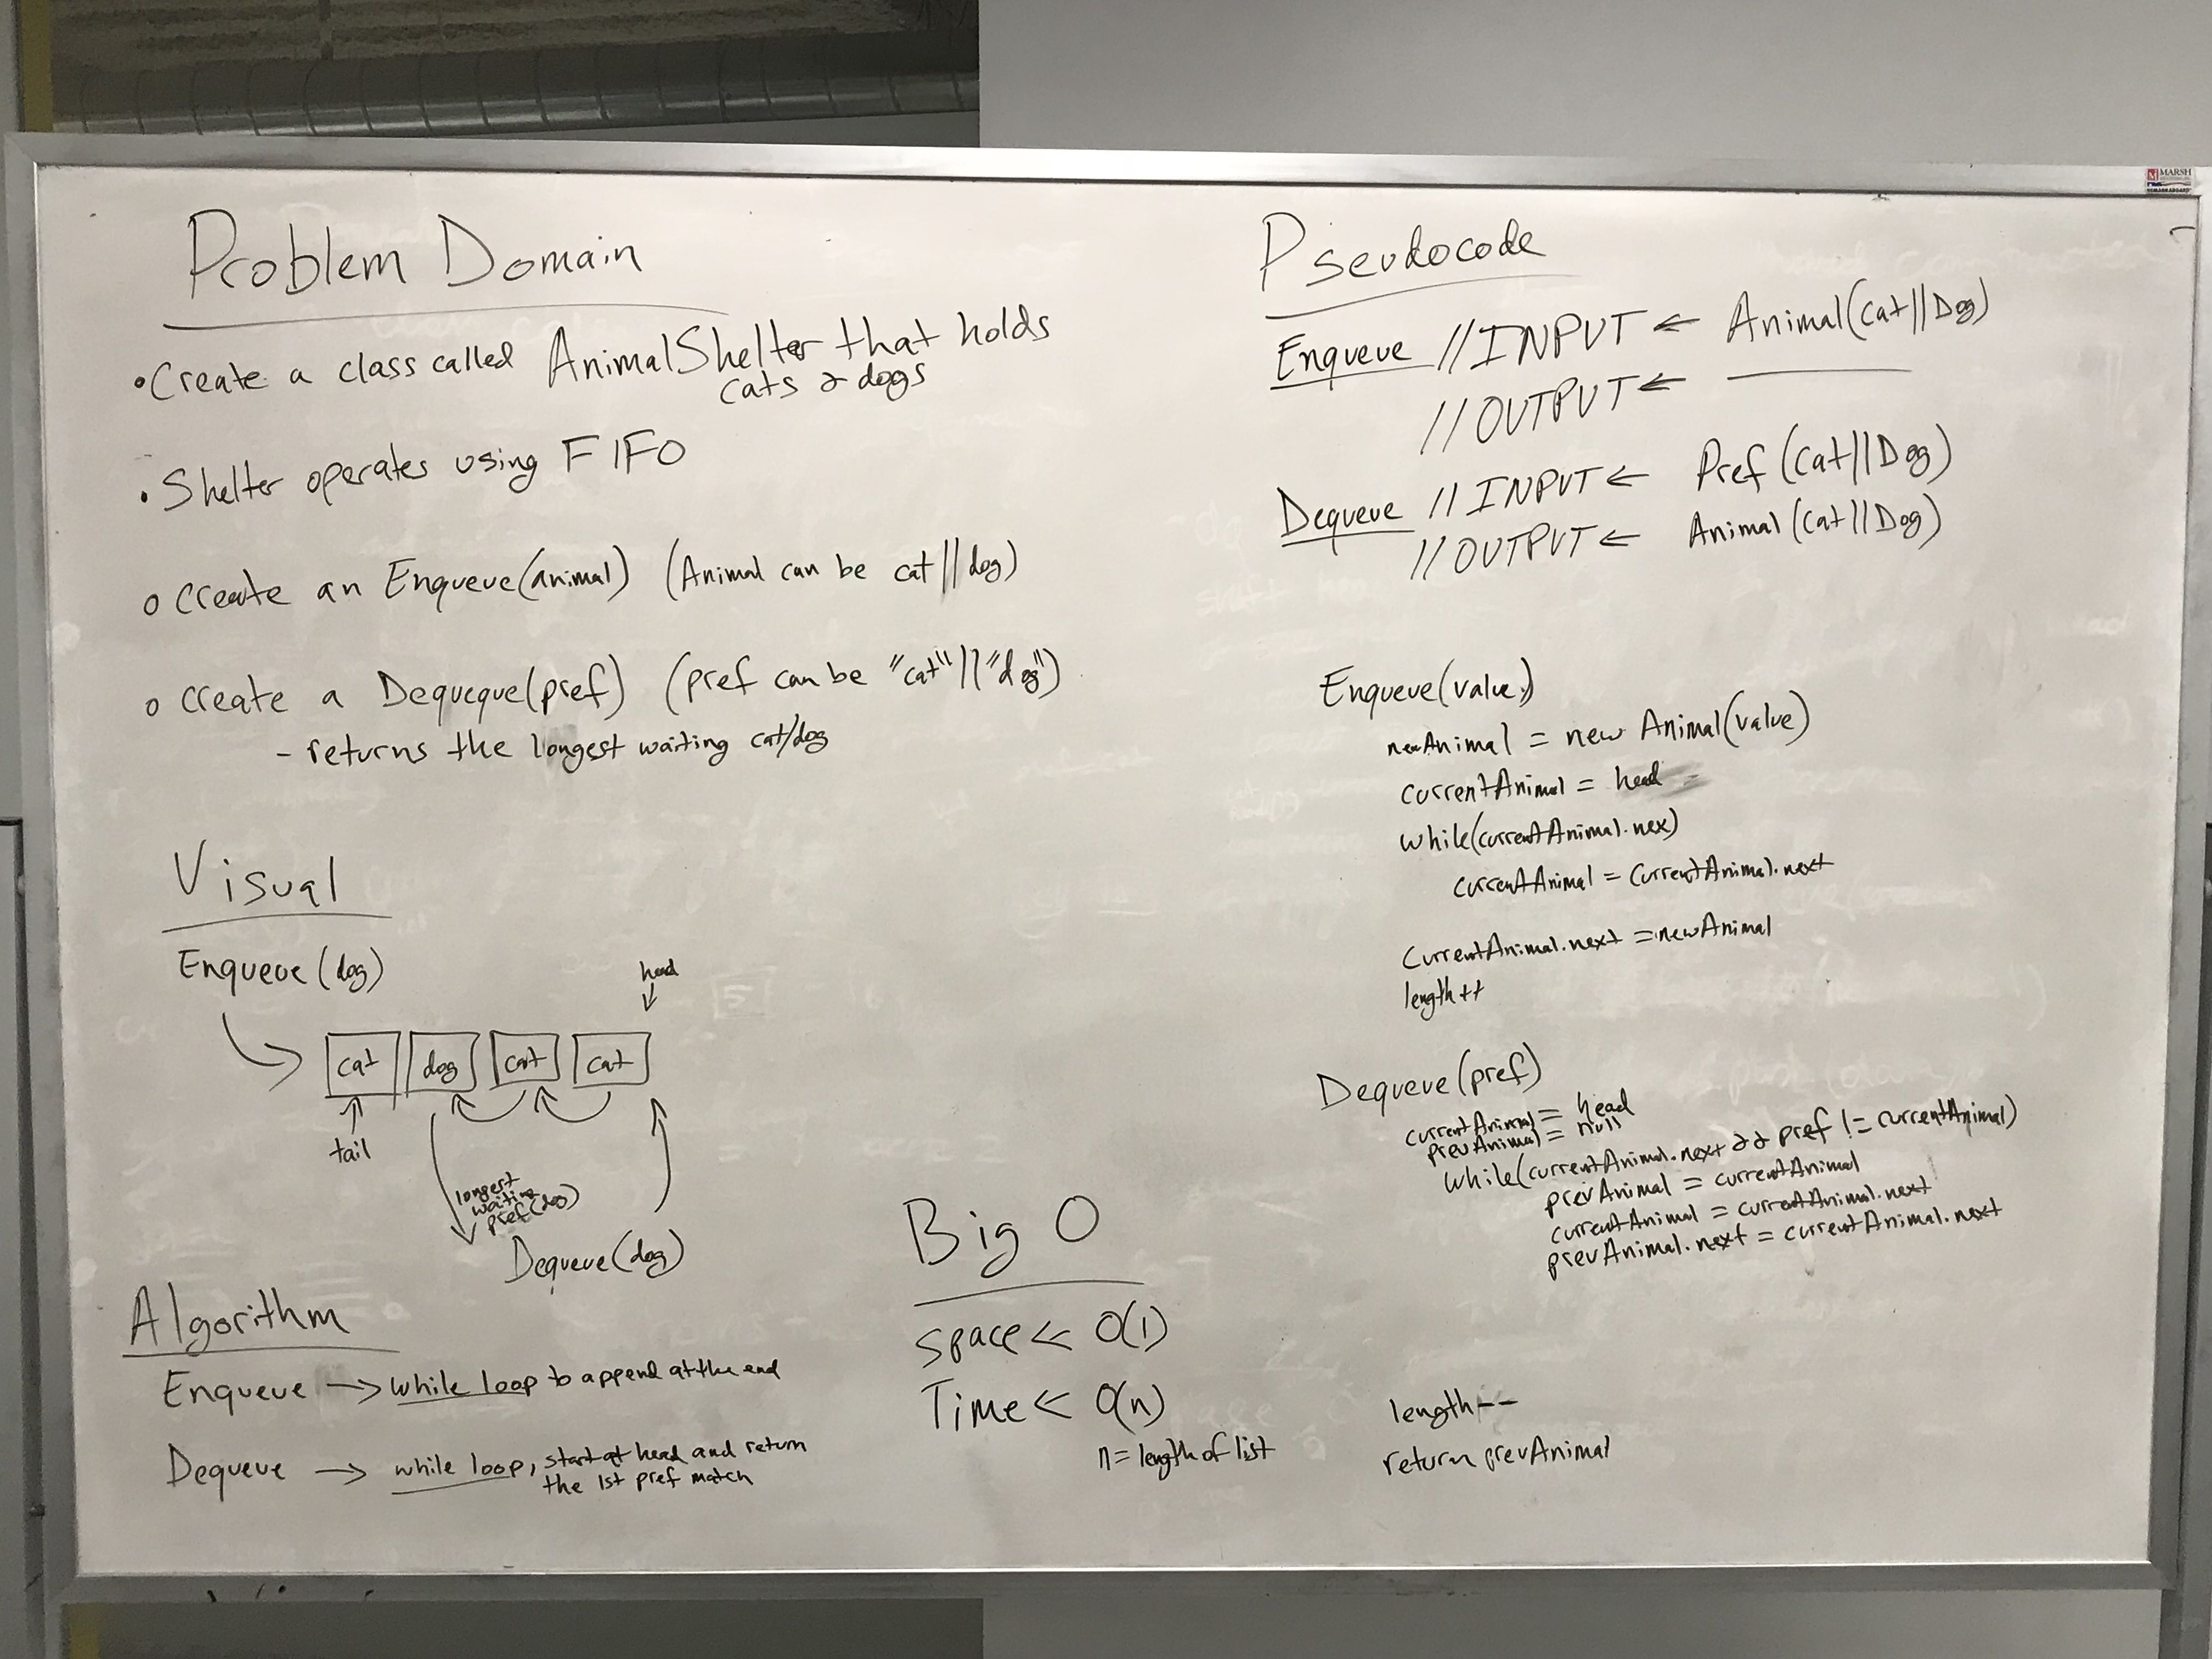 MARSH
Problem Domain
• Create a class called AnimalShelter that holds
cats & dogs
• Shelter operates using FIFO
o Create an Enqueue(animal) (Animal can be cat||dog)
o Create a Dequeque(pref) (pref can be "cat"||"dog")
- returns the longest waiting cat/dog
Visual
Enqueue(dog)
head
cat dog cat cat
tail
longest
waiting
pref(dog)
Dequeue(dog)
Algorithm
Enqueue → while loop to append at the end
Dequeue → while loop, start at head and return
the 1st pref match
Big O
Space ← O(1)
Time ← O(n)
n = length of list
Pseudocode
Enqueue //INPUT ← Animal(Cat||Dog)
//OUTPUT ← ___
Dequeue //INPUT ← Pref(Cat||Dog)
//OUTPUT ← Animal(Cat||Dog)
Enqueue(value)
newAnimal = new Animal(value)
currentAnimal = head
while(currentAnimal.nex)
currentAnimal = currentAnimal.next
currentAnimal.next = newAnimal
length++
Dequeue(pref)
currentAnimal = head
prevAnimal = null
while(currentAnimal.next && pref != currentAnimal)
prevAnimal = currentAnimal
currentAnimal = currentAnimal.next
prevAnimal.next = currentAnimal.next
length--
return prevAnimal